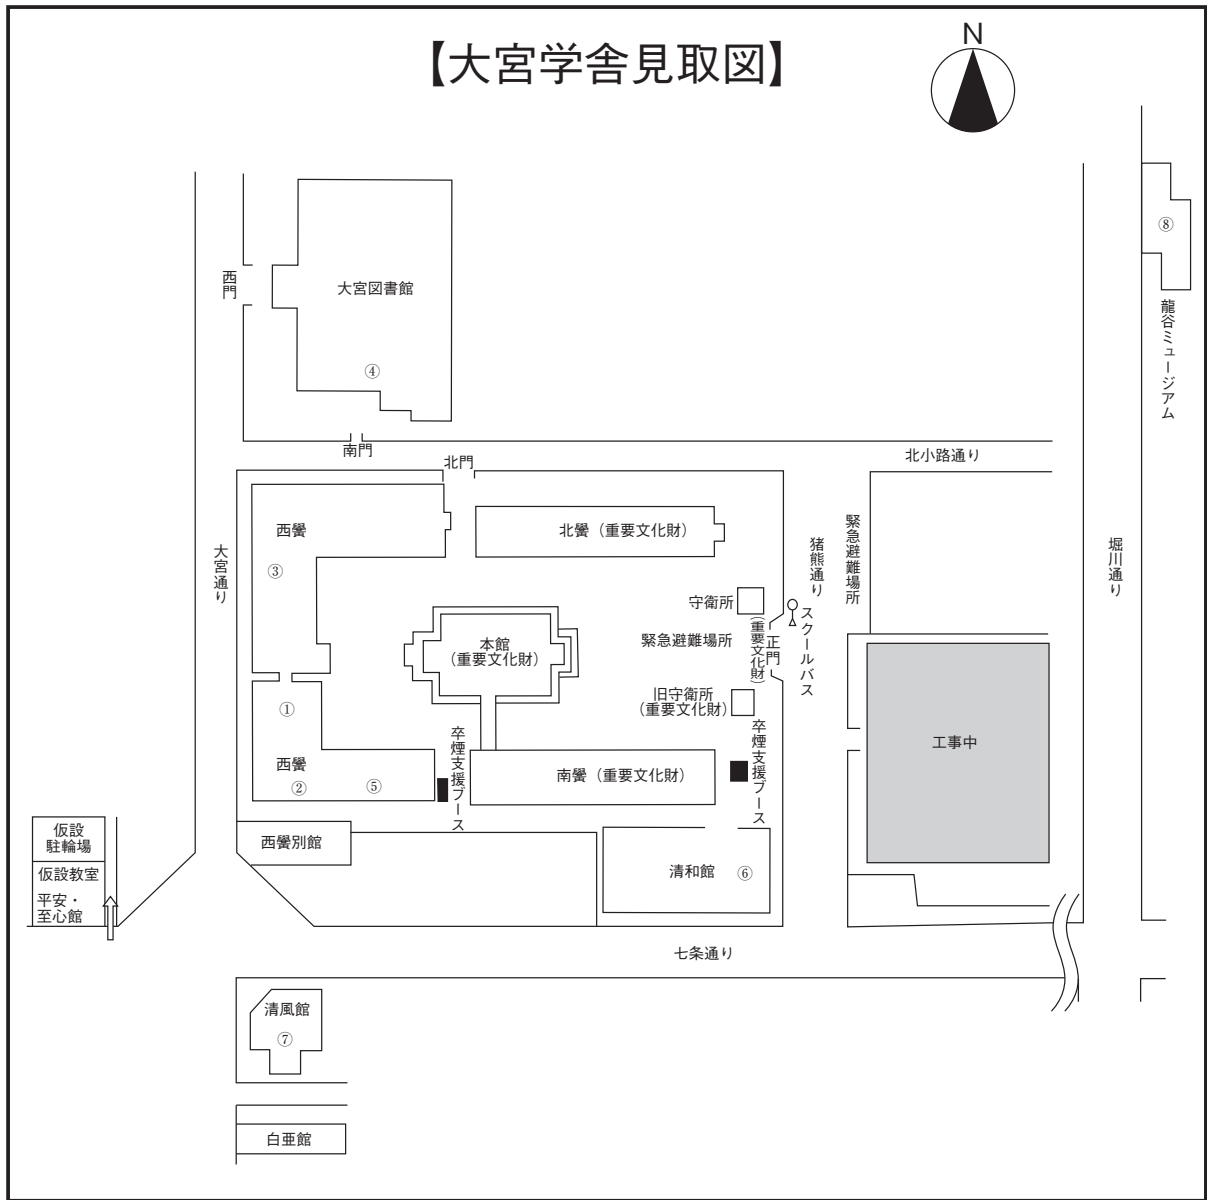 【大宮学舎見取図】
N
⑧
龍谷ミュージアム
西門
大宮図書館
④
南門
北門
北小路通り
大宮通り
西黌
③
北黌（重要文化財）
猪熊通り
緊急避難場所
堀川通り
守衛所
緊急避難場所
正門
（重要文化財）
スクールバス
本館
（重要文化財）
旧守衛所
（重要文化財）
①
西黌
②
⑤
卒煙支援ブース
南黌（重要文化財）
卒煙支援ブース
工事中
仮設
駐輪場
仮設教室
平安・
至心館
西黌別館
清和館
⑥
七条通り
清風館
⑦
白亜館